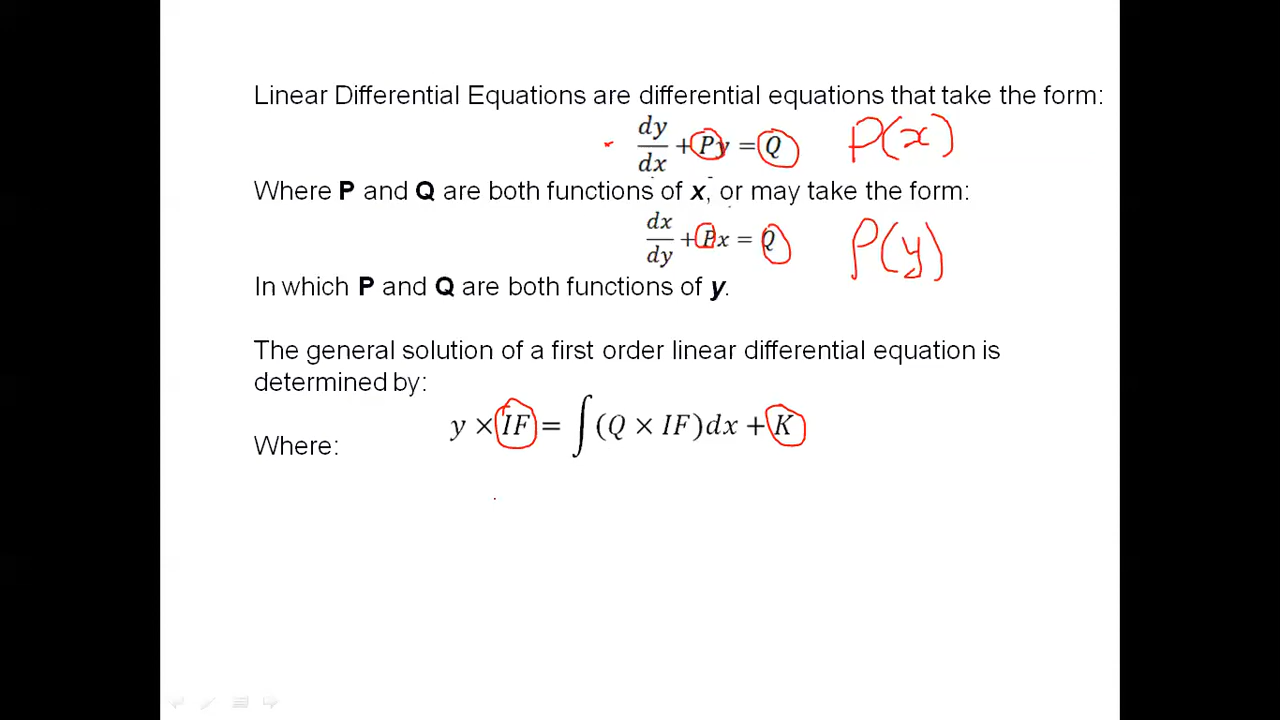 Linear Differential Equations are differential equations that take the form:
dy/dx + Py = Q P(x)
Where P and Q are both functions of x, or may take the form:
dx/dy + Px = Q P(y)
In which P and Q are both functions of y.
The general solution of a first order linear differential equation is
determined by:
y × IF = ∫(Q × IF)dx + K
Where: